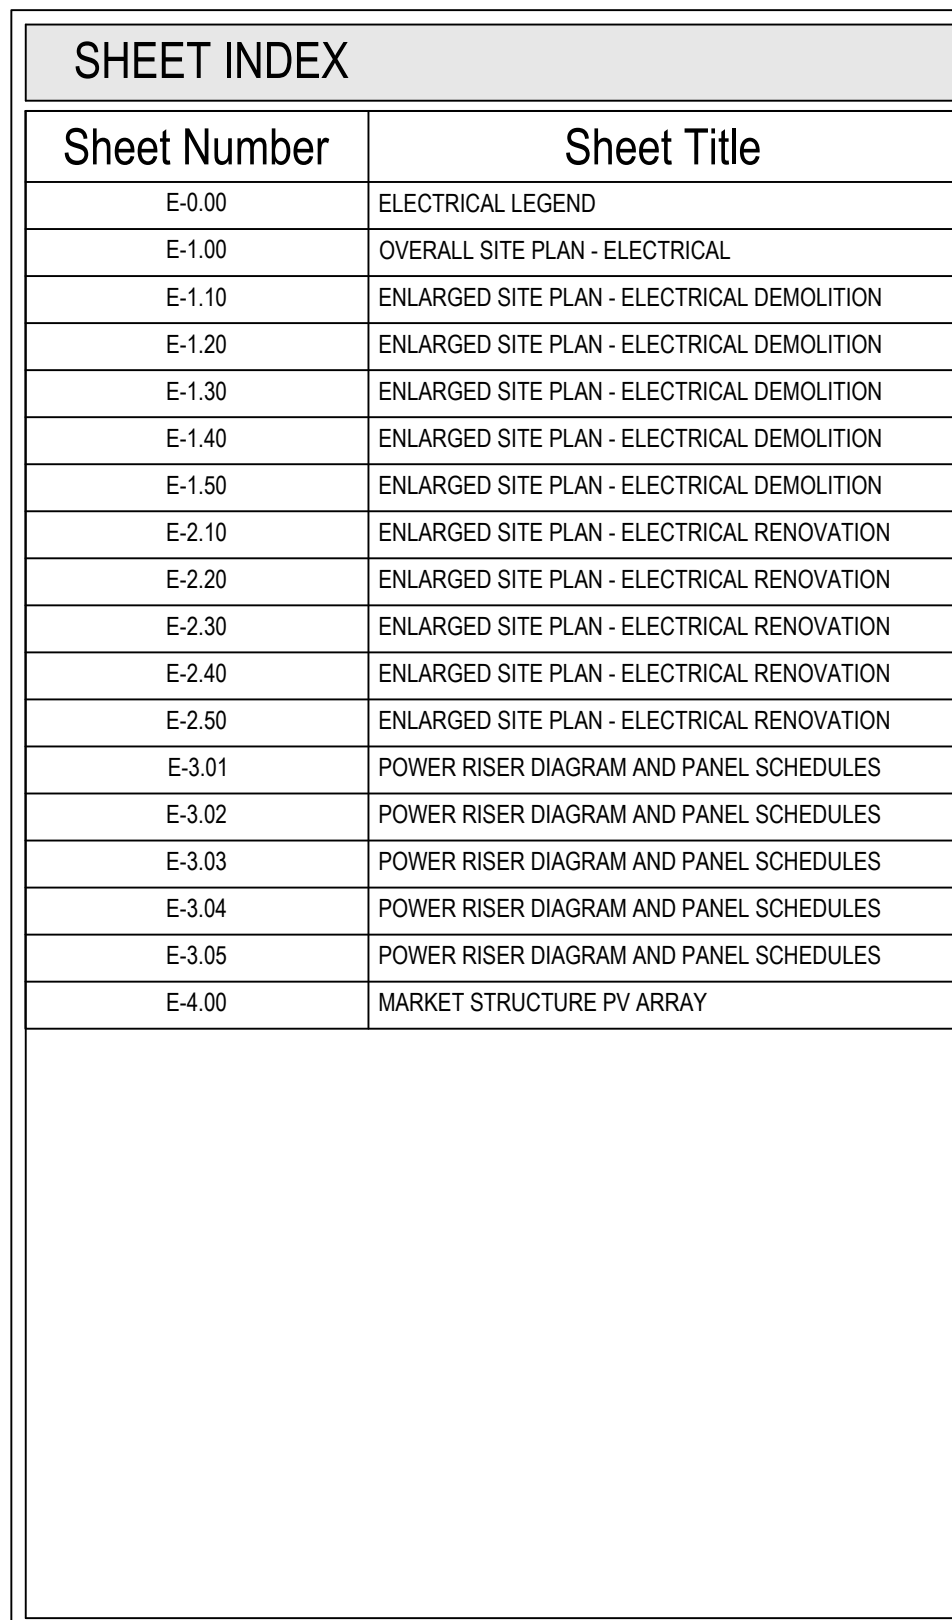 SHEET INDEX
Sheet Number Sheet Title
E-0.00 ELECTRICAL LEGEND
E-1.00 OVERALL SITE PLAN - ELECTRICAL
E-1.10 ENLARGED SITE PLAN - ELECTRICAL DEMOLITION
E-1.20 ENLARGED SITE PLAN - ELECTRICAL DEMOLITION
E-1.30 ENLARGED SITE PLAN - ELECTRICAL DEMOLITION
E-1.40 ENLARGED SITE PLAN - ELECTRICAL DEMOLITION
E-1.50 ENLARGED SITE PLAN - ELECTRICAL DEMOLITION
E-2.10 ENLARGED SITE PLAN - ELECTRICAL RENOVATION
E-2.20 ENLARGED SITE PLAN - ELECTRICAL RENOVATION
E-2.30 ENLARGED SITE PLAN - ELECTRICAL RENOVATION
E-2.40 ENLARGED SITE PLAN - ELECTRICAL RENOVATION
E-2.50 ENLARGED SITE PLAN - ELECTRICAL RENOVATION
E-3.01 POWER RISER DIAGRAM AND PANEL SCHEDULES
E-3.02 POWER RISER DIAGRAM AND PANEL SCHEDULES
E-3.03 POWER RISER DIAGRAM AND PANEL SCHEDULES
E-3.04 POWER RISER DIAGRAM AND PANEL SCHEDULES
E-3.05 POWER RISER DIAGRAM AND PANEL SCHEDULES
E-4.00 MARKET STRUCTURE PV ARRAY